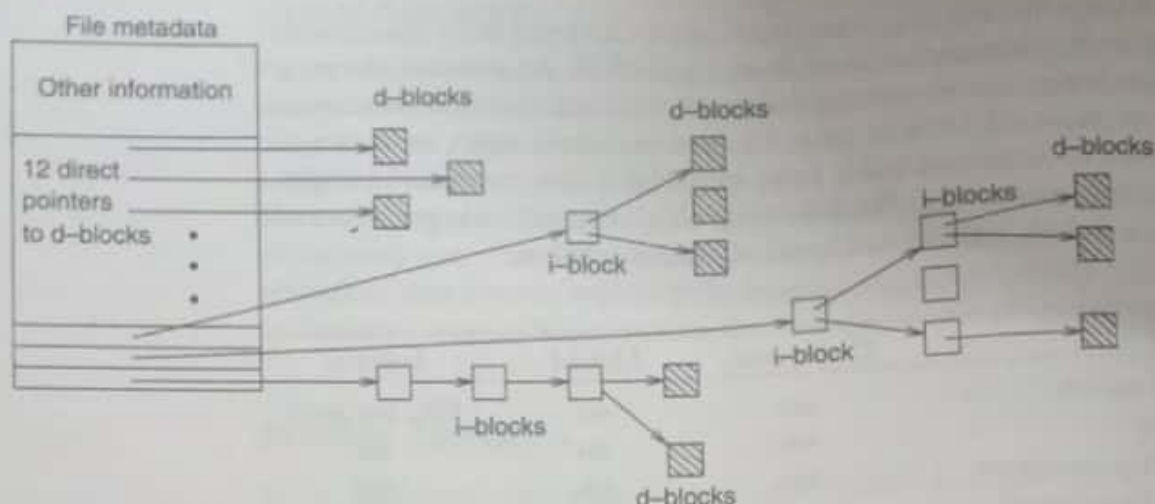 File metadata
Other information
d–blocks
d–blocks
d–blocks
12 direct
pointers
to d–blocks
i–blocks
i–block
i–block
i–blocks
d–blocks